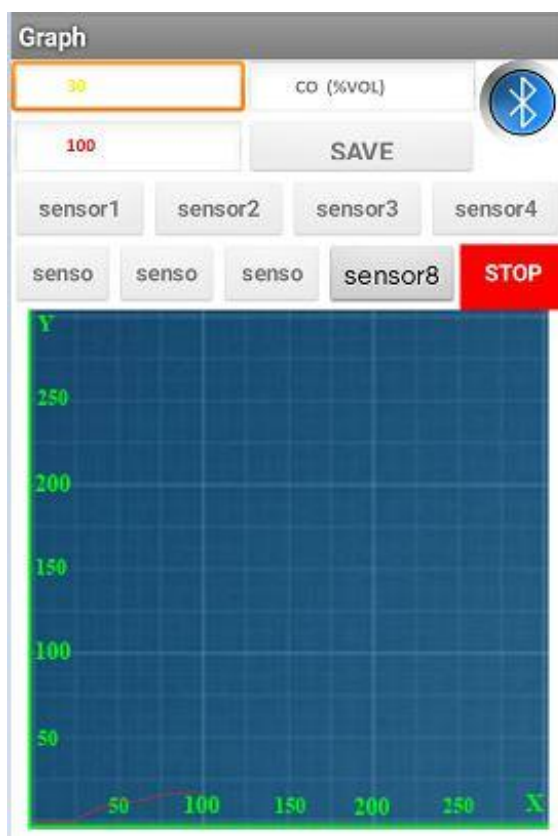 Graph
30 CO (%VOL)
100 SAVE
sensor1 sensor2 sensor3 sensor4
senso senso senso sensor8 STOP
Y
250
200
150
100
50
50 100 150 200 250 X